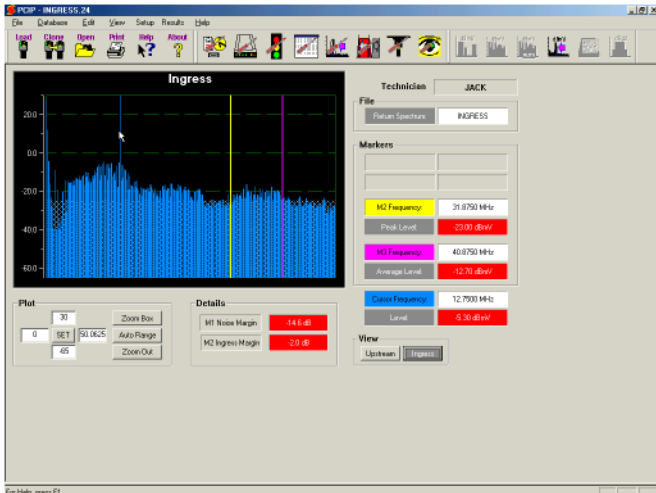 PCIP - INGRESS.24
File Database Edit View Setup Results Help
Load Clone Open Print Help About
Ingress
20.0
0.0
-20.0
-40.0
-60.0
Technician JACK
File
Return Spectrum: INGRESS
Markers
M2 Frequency: 31.8750 MHz
Peak Level: -23.00 dBmV
M3 Frequency: 40.8750 MHz
Average Level: -12.70 dBmV
Cursor Frequency: 12.7500 MHz
Level: -5.30 dBmV
Plot
30
0 SET 50.0625
-65
Zoom Box
Auto Range
Zoom Out
Details
M1 Noise Margin -14.6 dB
M2 Ingress Margin -2.0 dB
View
Upstream Ingress
For Help, press F1